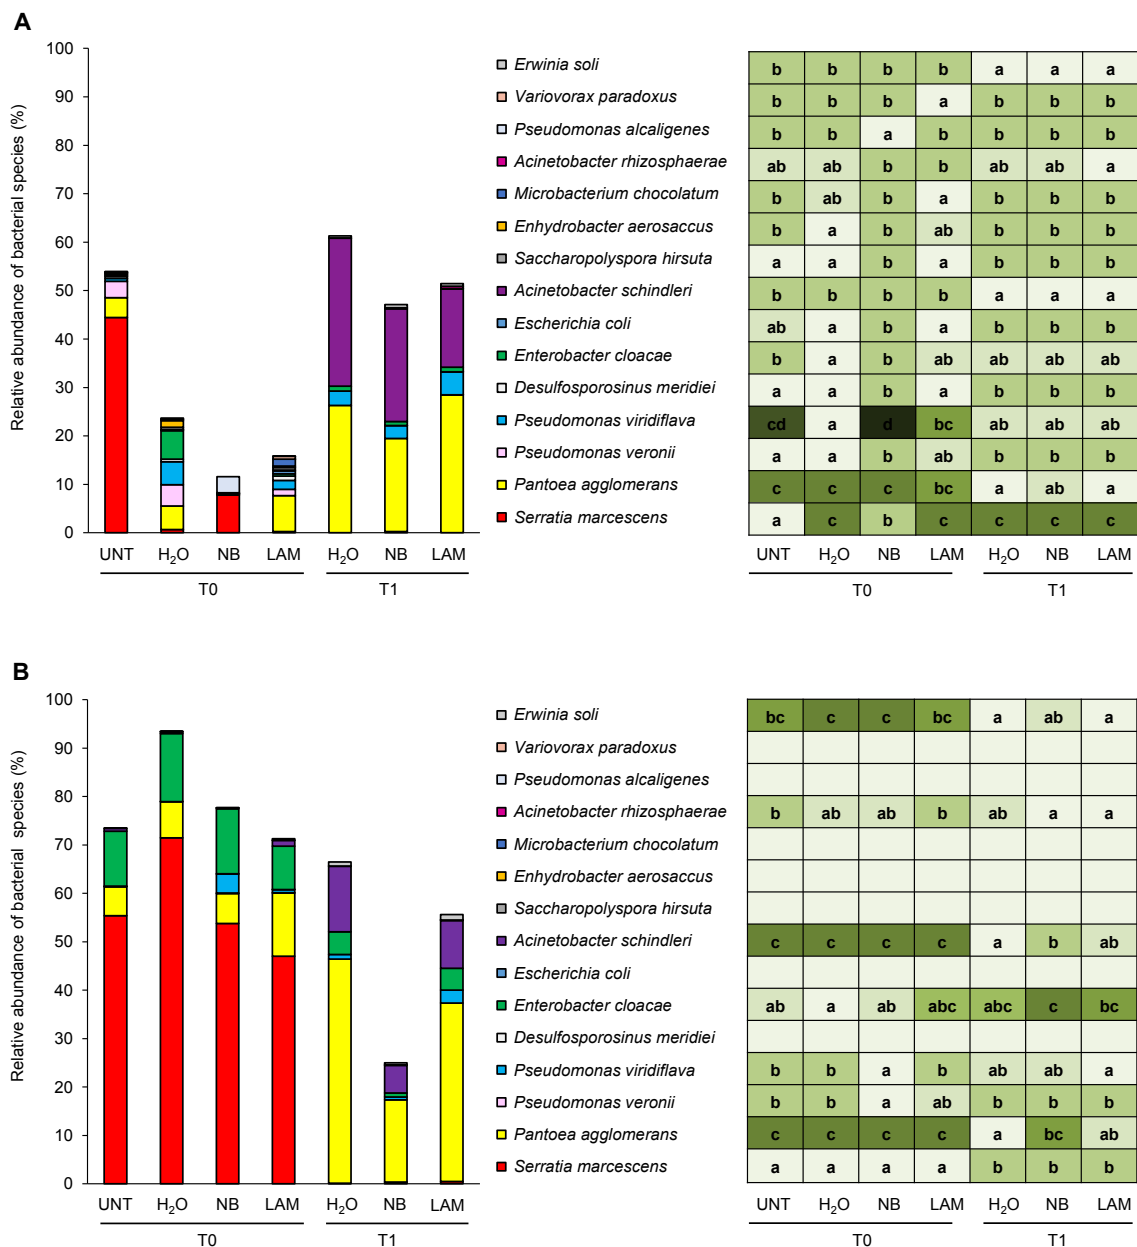 A
Relative abundance of bacterial species (%)
100
90
80
70
60
50
40
30
20
10
0
UNT H₂O NB LAM H₂O NB LAM
T0 T1
Erwinia soli
Variovorax paradoxus
Pseudomonas alcaligenes
Acinetobacter rhizosphaerae
Microbacterium chocolatum
Enhydrobacter aerosaccus
Saccharopolyspora hirsuta
Acinetobacter schindleri
Escherichia coli
Enterobacter cloacae
Desulfosporosinus meridiei
Pseudomonas viridiflava
Pseudomonas veronii
Pantoea agglomerans
Serratia marcescens
b b b b a a a
b b b a b b b
b b a b b b b
ab ab b b ab ab a
b ab b a b b b
b a b ab b b b
a a b a b b b
b b b b a a a
ab a b a b b b
b a b ab ab ab ab
a a b a b b b
cd a d bc ab ab ab
a a b ab b b b
c c c bc a ab a
a c b c c c c
UNT H₂O NB LAM H₂O NB LAM
T0 T1
B
Relative abundance of bacterial species (%)
100
90
80
70
60
50
40
30
20
10
0
UNT H₂O NB LAM H₂O NB LAM
T0 T1
Erwinia soli
Variovorax paradoxus
Pseudomonas alcaligenes
Acinetobacter rhizosphaerae
Microbacterium chocolatum
Enhydrobacter aerosaccus
Saccharopolyspora hirsuta
Acinetobacter schindleri
Escherichia coli
Enterobacter cloacae
Desulfosporosinus meridiei
Pseudomonas viridiflava
Pseudomonas veronii
Pantoea agglomerans
Serratia marcescens
bc c c bc a ab a
b ab ab b ab a a
c c c c a b ab
ab a ab abc abc c bc
b b a b ab ab a
b b a ab b b b
c c c c a bc ab
a a a a b b b
UNT H₂O NB LAM H₂O NB LAM
T0 T1